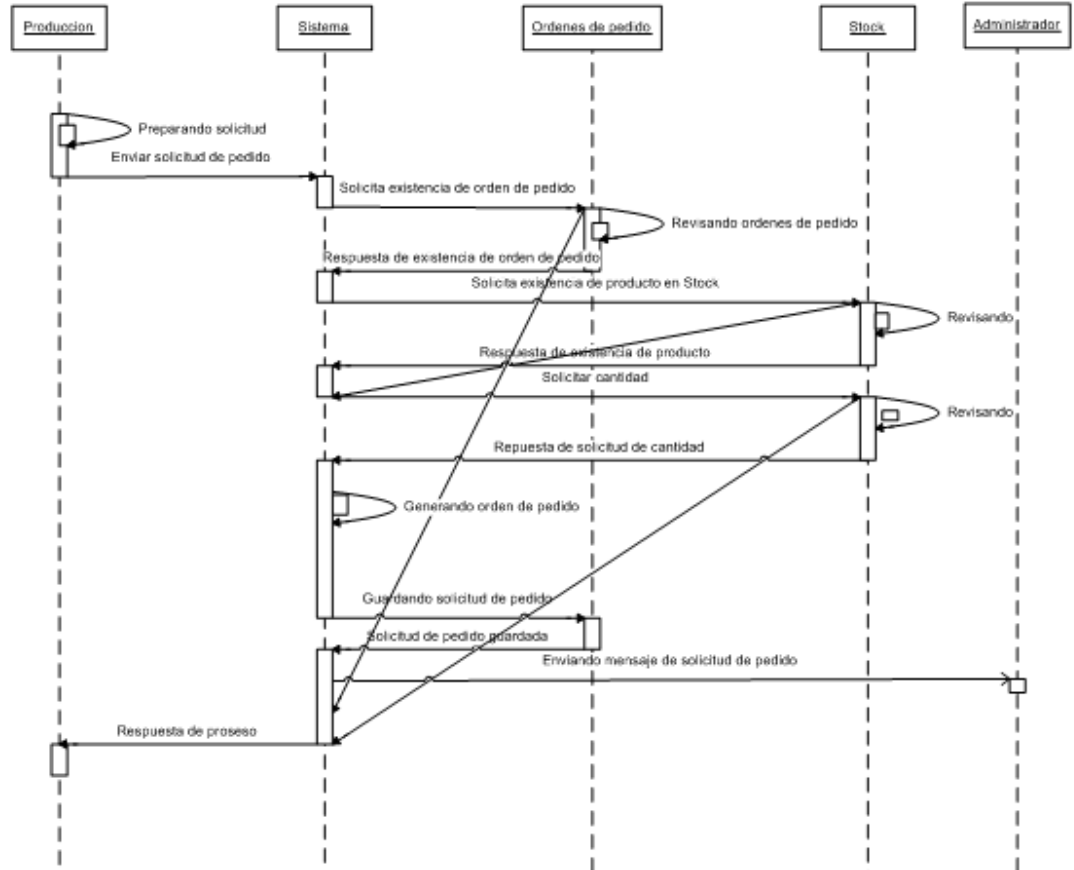 Produccion
Sistema
Ordenes de pedido
Stock
Administrador
Preparando solicitud
Enviar solicitud de pedido
Solicita existencia de orden de pedido
Revisando ordenes de pedido
Respuesta de existencia de orden de pedido
Solicita existencia de producto en Stock
Revisando
Respuesta de existencia de producto
Solicitar cantidad
Revisando
Repuesta de solicitud de cantidad
Generando orden de pedido
Guardando solicitud de pedido
Solicitud de pedido guardada
Enviando mensaje de solicitud de pedido
Respuesta de proseso